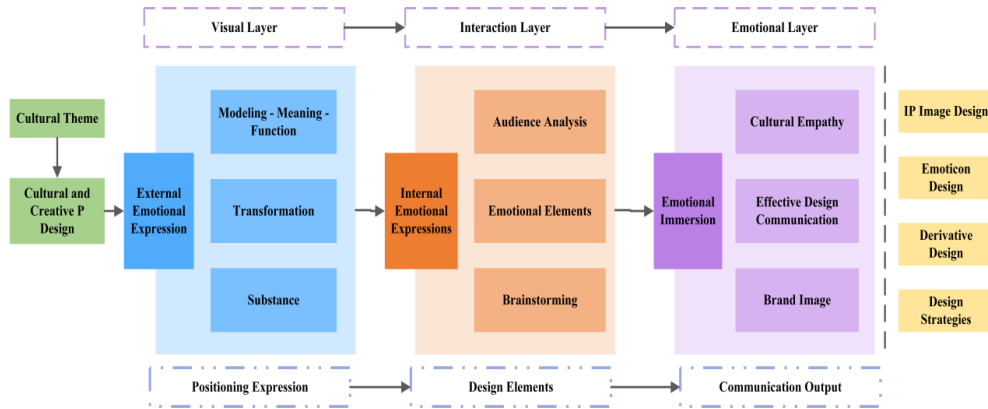 Visual Layer
Interaction Layer
Emotional Layer
Cultural Theme
Cultural and
Creative P
Design
External
Emotional
Expression
Modeling - Meaning -
Function
Transformation
Substance
Internal
Emotional
Expressions
Audience Analysis
Emotional Elements
Brainstorming
Emotional
Immersion
Cultural Empathy
Effective Design
Communication
Brand Image
IP Image Design
Emoticon
Design
Derivative
Design
Design
Strategies
Positioning Expression
Design Elements
Communication Output